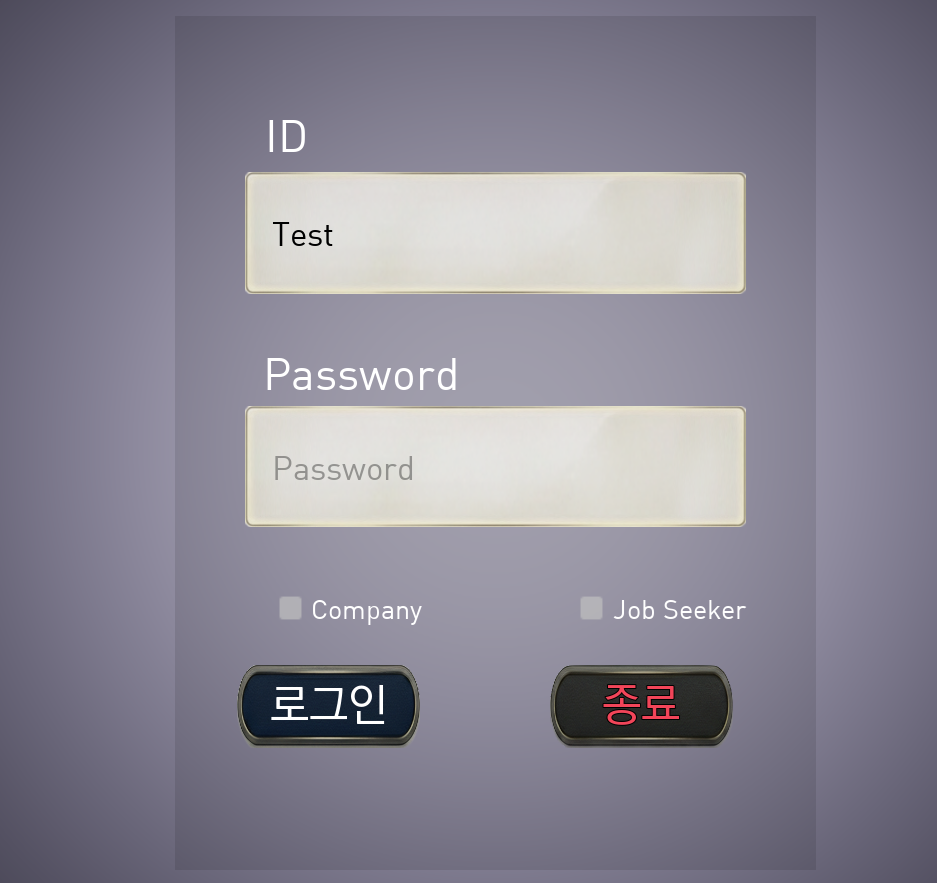 ID
Test
Password
Password
Company
Job Seeker
로그인
종료